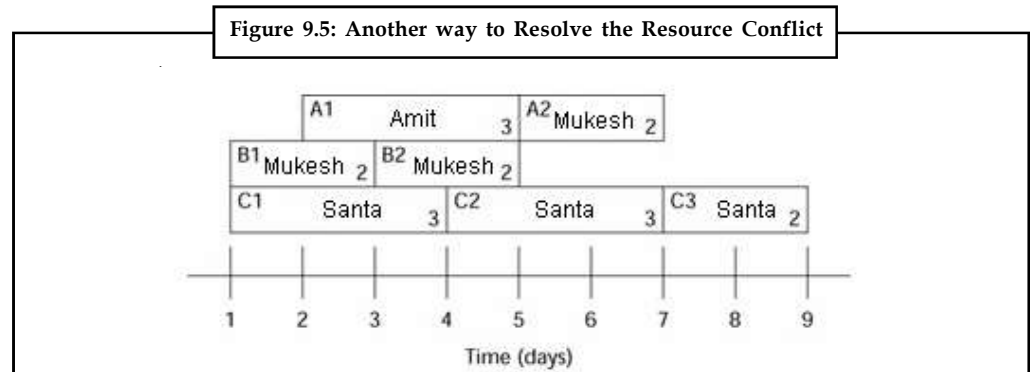 Figure 9.5: Another way to Resolve the Resource Conflict
A1 Amit 3 A2 Mukesh 2
B1 Mukesh 2 B2 Mukesh 2
C1 Santa 3 C2 Santa 3 C3 Santa 2
1 2 3 4 5 6 7 8 9
Time (days)